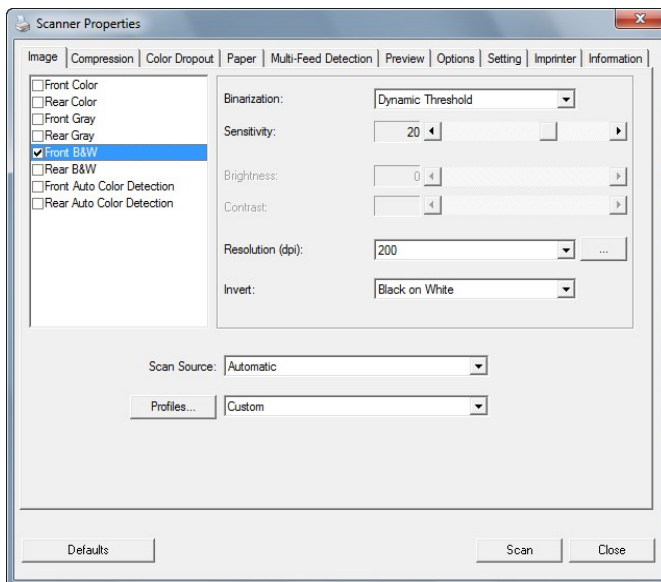 Scanner Properties
Image Compression Color Dropout Paper Multi-Feed Detection Preview Options Setting Imprinter Information
Front Color
Rear Color
Front Gray
Rear Gray
Front B&W
Rear B&W
Front Auto Color Detection
Rear Auto Color Detection
Binarization: Dynamic Threshold
Sensitivity: 20
Brightness: 0
Contrast:
Resolution (dpi): 200 ...
Invert: Black on White
Scan Source: Automatic
Profiles... Custom
Defaults Scan Close